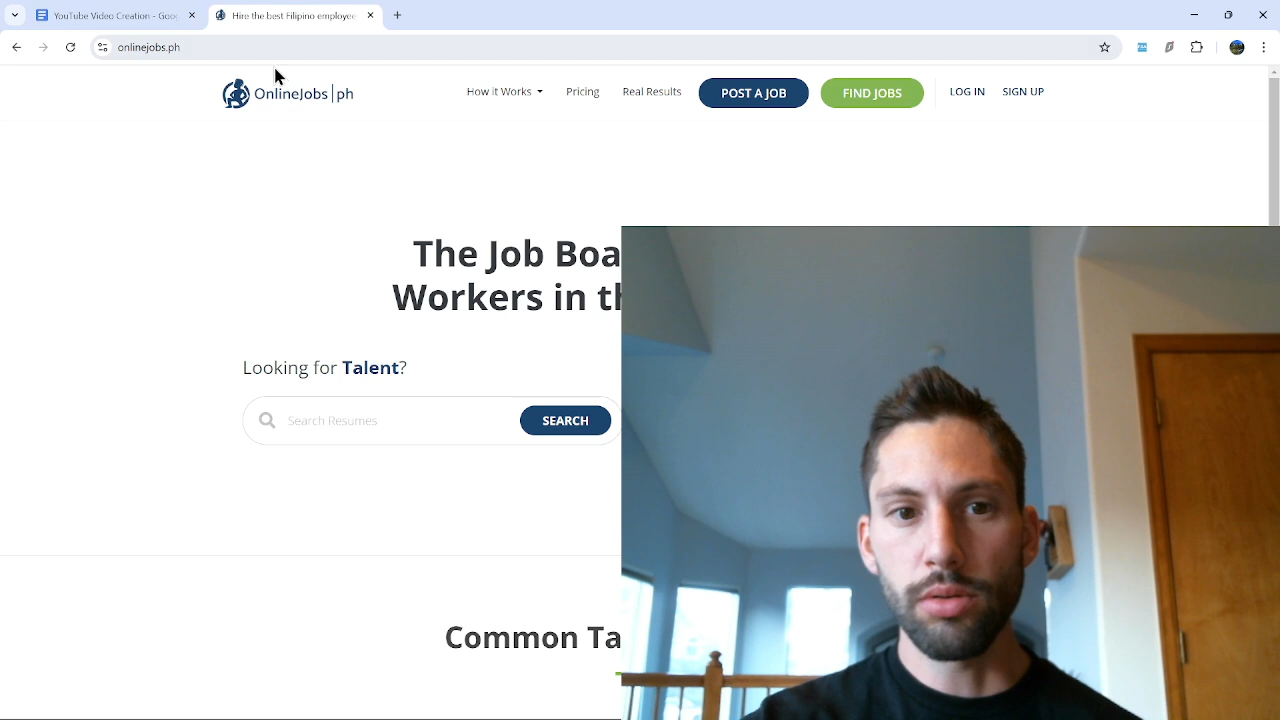 YouTube Video Creation - Goo
Hire the best Filipino employee
onlinejobs.ph
OnlineJobs ph
How it Works
Pricing
Real Results
POST A JOB
FIND JOBS
LOG IN
SIGN UP
The Job Boa
Workers in th
Looking for Talent?
Search Resumes
SEARCH
Common Ta